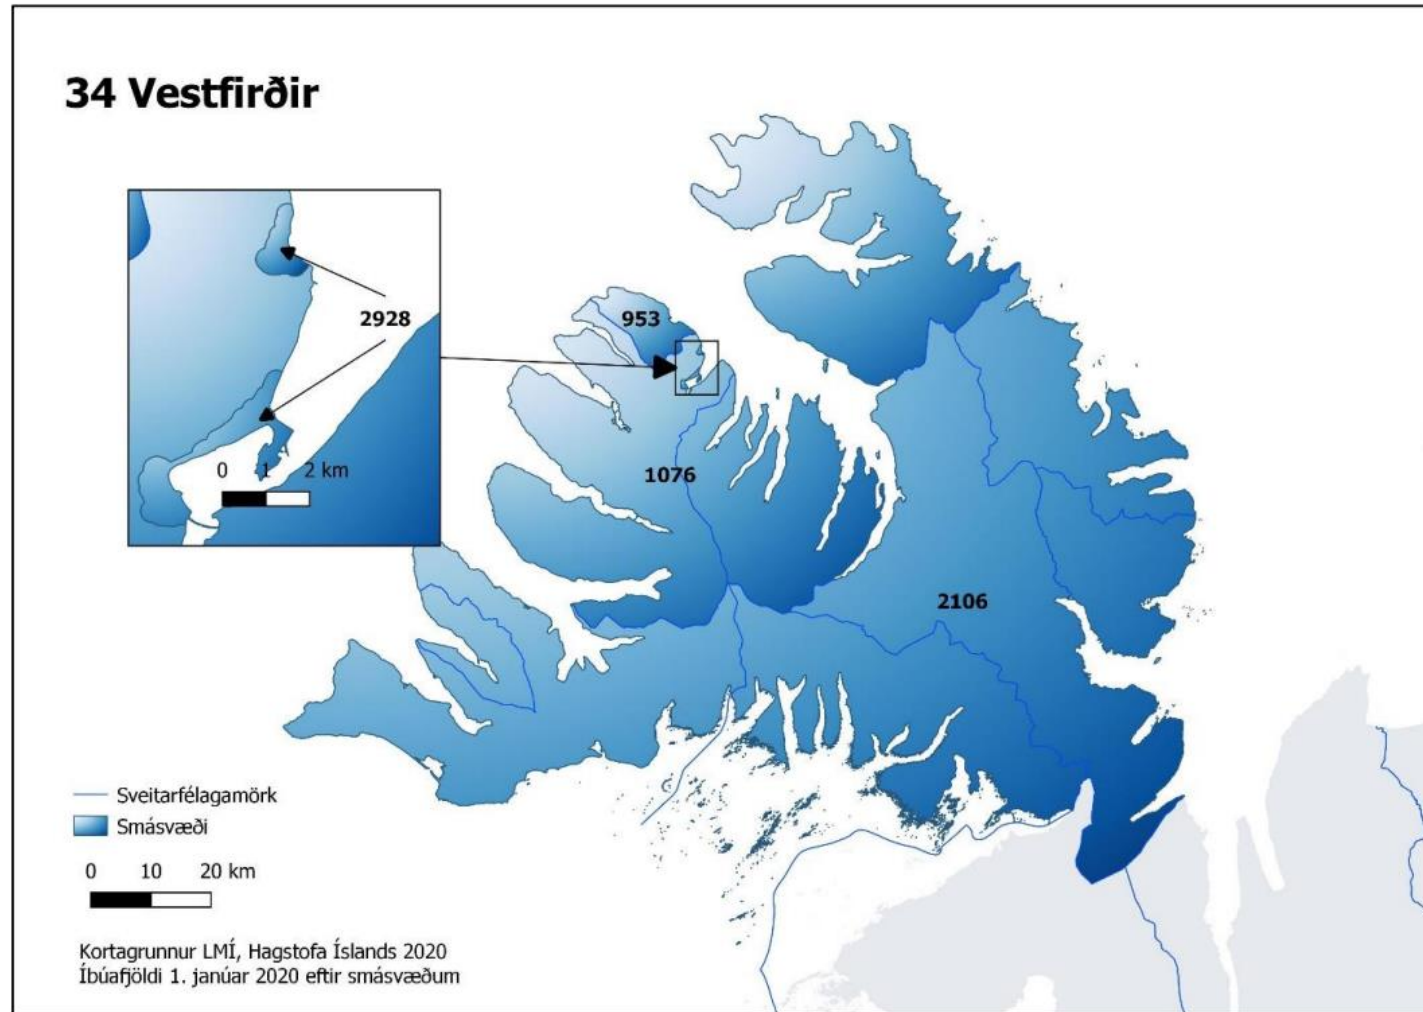 34 Vestfirðir
953
2928
0 1 2 km
1076
2106
Sveitarfélagamörk
Smásvæði
0 10 20 km
Kortagrunnur LMÍ, Hagstofa Íslands 2020
Íbúafjöldi 1. janúar 2020 eftir smásvæðum